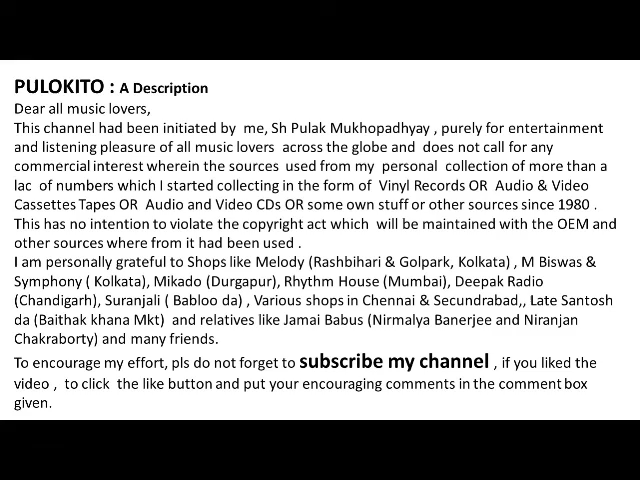 PULOKITO : A Description
Dear all music lovers,
This channel had been initiated by me, Sh Pulak Mukhopadhyay , purely for entertainment
and listening pleasure of all music lovers across the globe and does not call for any
commercial interest wherein the sources used from my personal collection of more than a
lac of numbers which I started collecting in the form of Vinyl Records OR Audio & Video
Cassettes Tapes OR Audio and Video CDs OR some own stuff or other sources since 1980 .
This has no intention to violate the copyright act which will be maintained with the OEM and
other sources where from it had been used .
I am personally grateful to Shops like Melody (Rashbihari & Golpark, Kolkata) , M Biswas &
Symphony ( Kolkata), Mikado (Durgapur), Rhythm House (Mumbai), Deepak Radio
(Chandigarh), Suranjali ( Babloo da) , Various shops in Chennai & Secundrabad,, Late Santosh
da (Baithak khana Mkt) and relatives like Jamai Babus (Nirmalya Banerjee and Niranjan
Chakraborty) and many friends.
To encourage my effort, pls do not forget to subscribe my channel , if you liked the
video , to click the like button and put your encouraging comments in the comment box
given.